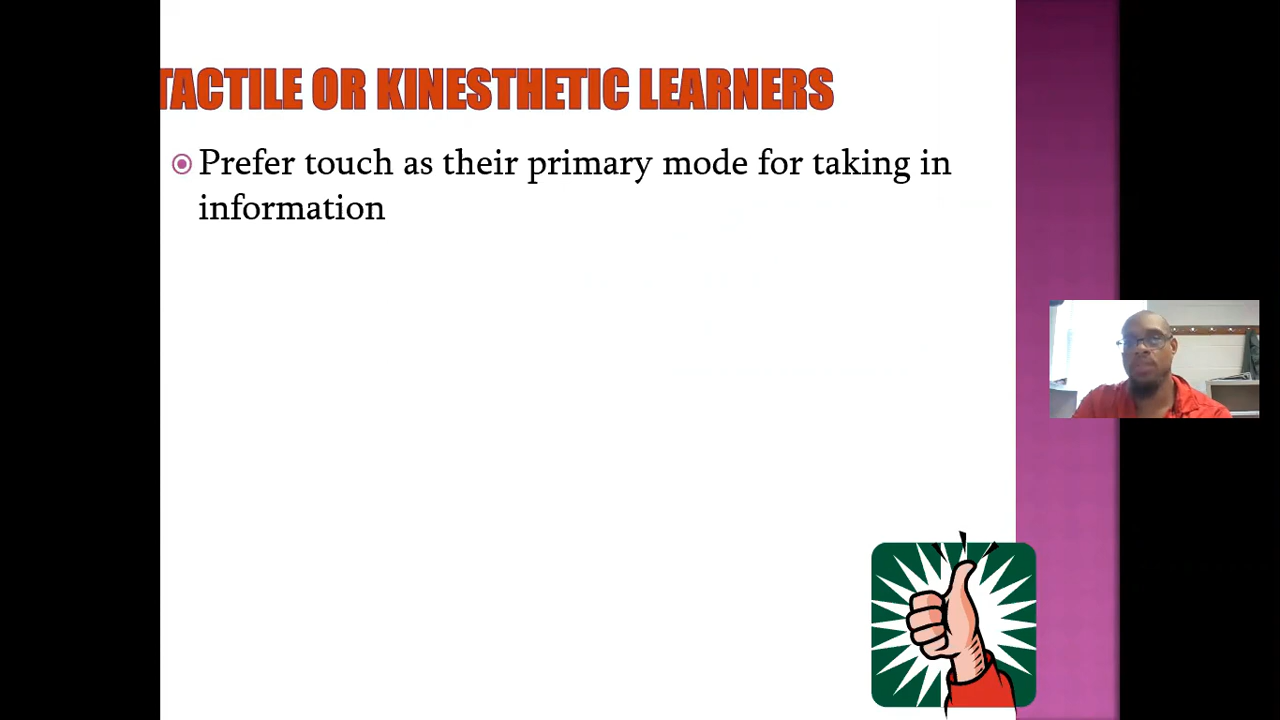 TACTILE OR KINESTHETIC LEARNERS
Prefer touch as their primary mode for taking in
information